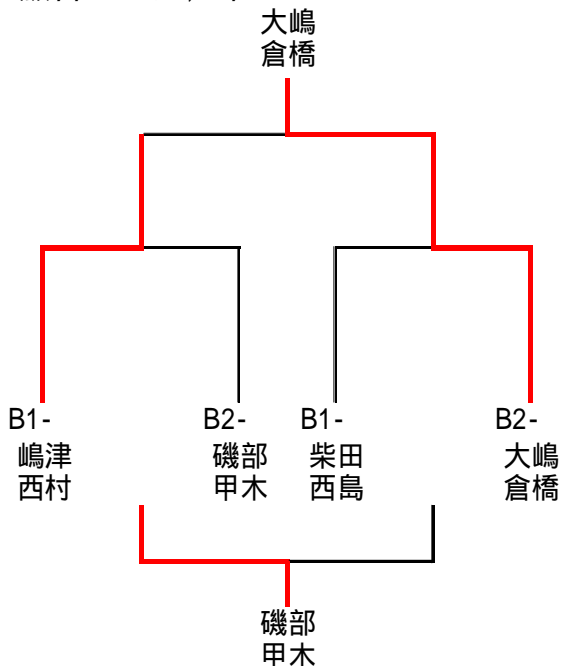 大嶋
倉橋
B1-
嶋津
西村
B2-
磯部
甲木
B1-
柴田
西島
B2-
大嶋
倉橋
磯部
甲木